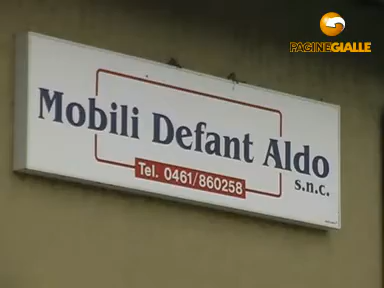 PAGINEGIALLE
Mobili Defant Aldo
s.n.c.
Tel. 0461/860258